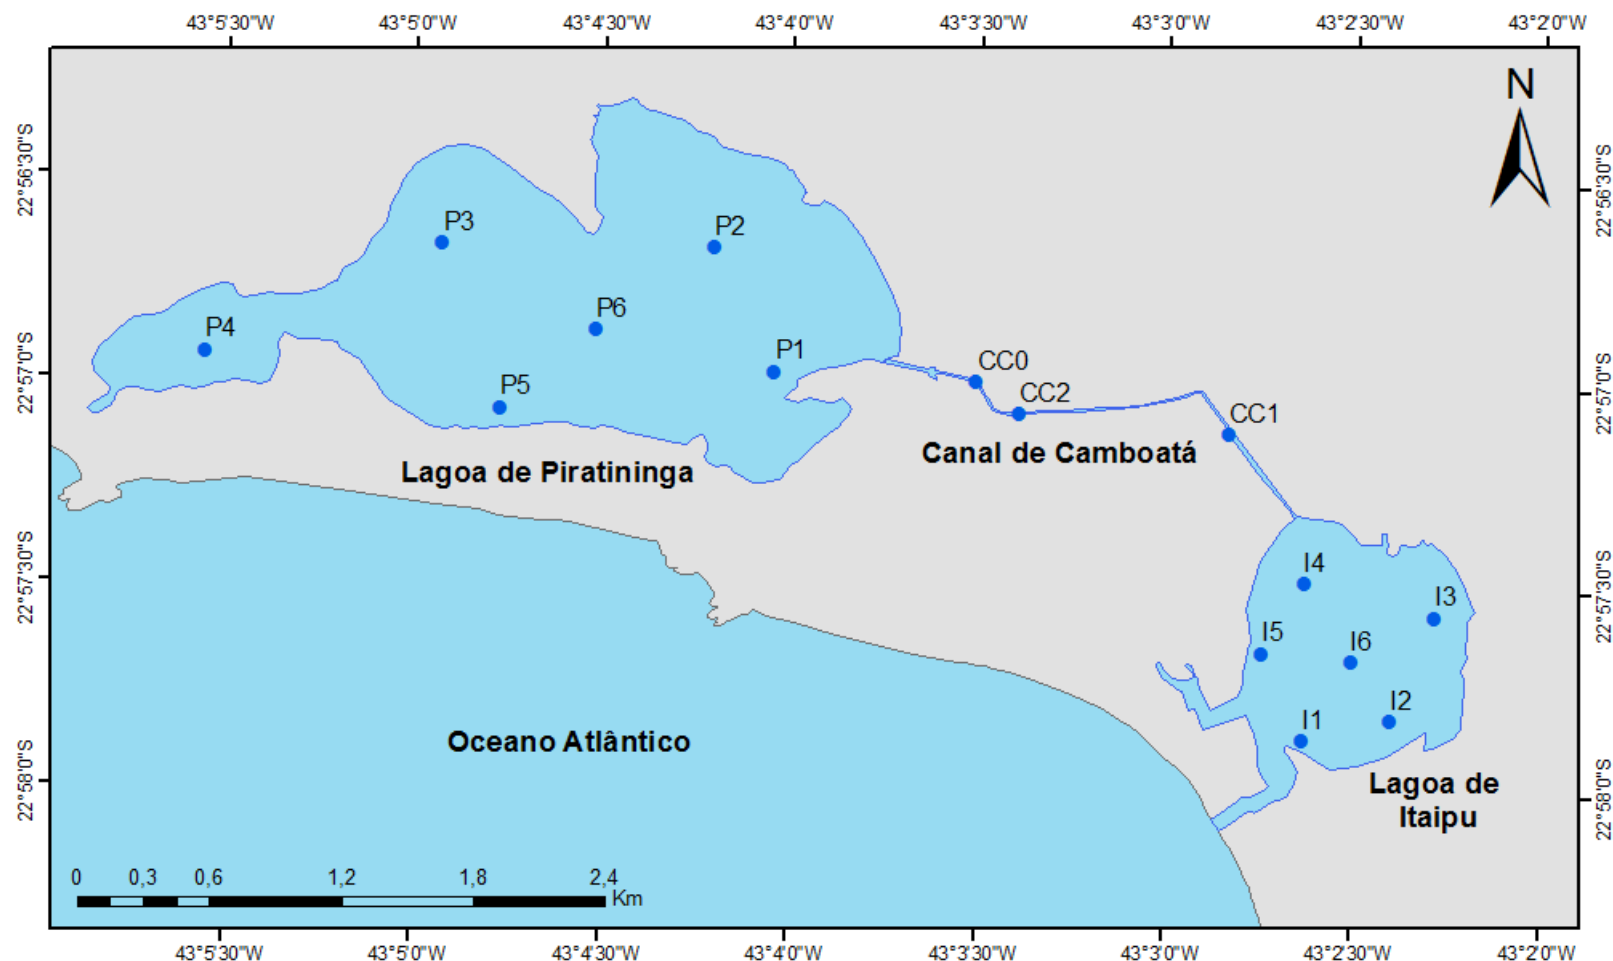 43°5'30"W 43°5'0"W 43°4'30"W 43°4'0"W 43°3'30"W 43°3'0"W 43°2'30"W 43°2'0"W
N
22°56'30"S
22°56'30"S
P3
P2
P6
P4
P1
22°57'0"S
22°57'0"S
CC0
P5
CC2
CC1
Canal de Camboatá
Lagoa de Piratininga
22°57'30"S
22°57'30"S
I4
I3
I5
I6
I2
I1
Oceano Atlântico
22°58'0"S
22°58'0"S
Lagoa de
Itaipu
0 0,3 0,6 1,2 1,8 2,4
Km
43°5'30"W 43°5'0"W 43°4'30"W 43°4'0"W 43°3'30"W 43°3'0"W 43°2'30"W 43°2'0"W